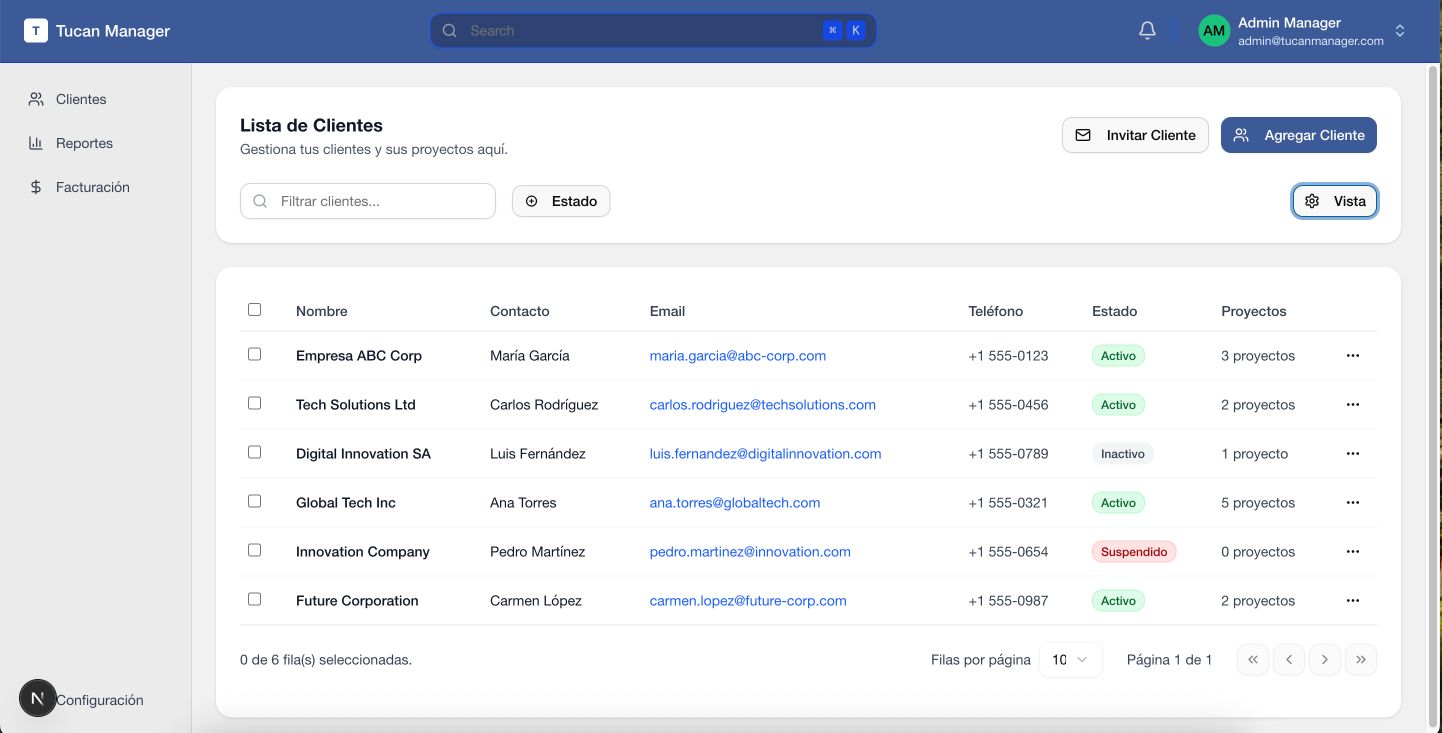 T Tucan Manager
Search
⌘ K
AM
Admin Manager
admin@tucanmanager.com
Clientes
Reportes
Facturación
Lista de Clientes
Gestiona tus clientes y sus proyectos aquí.
Invitar Cliente
Agregar Cliente
Filtrar clientes...
Estado
Vista
Nombre Contacto Email Teléfono Estado Proyectos
Empresa ABC Corp María García maria.garcia@abc-corp.com +1 555-0123 Activo 3 proyectos
Tech Solutions Ltd Carlos Rodríguez carlos.rodriguez@techsolutions.com +1 555-0456 Activo 2 proyectos
Digital Innovation SA Luis Fernández luis.fernandez@digitalinnovation.com +1 555-0789 Inactivo 1 proyecto
Global Tech Inc Ana Torres ana.torres@globaltech.com +1 555-0321 Activo 5 proyectos
Innovation Company Pedro Martínez pedro.martinez@innovation.com +1 555-0654 Suspendido 0 proyectos
Future Corporation Carmen López carmen.lopez@future-corp.com +1 555-0987 Activo 2 proyectos
0 de 6 fila(s) seleccionadas. Filas por página 10 Página 1 de 1
N Configuración